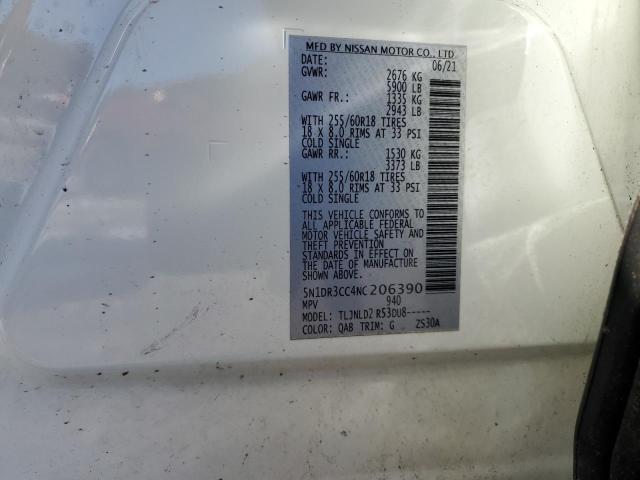 MFD BY NISSAN MOTOR CO., LTD
DATE: 06/21
GVWR: 2676 KG
5900 LB
GAWR FR.: 1335 KG
2943 LB
WITH 255/60R18 TIRES
18 X 8.0 RIMS AT 33 PSI
COLD SINGLE
GAWR RR.: 1530 KG
3373 LB
WITH 255/60R18 TIRES
18 X 8.0 RIMS AT 33 PSI
COLD SINGLE
THIS VEHICLE CONFORMS TO
ALL APPLICABLE FEDERAL
MOTOR VEHICLE SAFETY AND
THEFT PREVENTION
STANDARDS IN EFFECT ON
THE DATE OF MANUFACTURE
SHOWN ABOVE.
5N1DR3CC4NC206390
MPV 940
MODEL: TLJNLD2 R53DU8-----
COLOR: QAB TRIM: G ZS30A